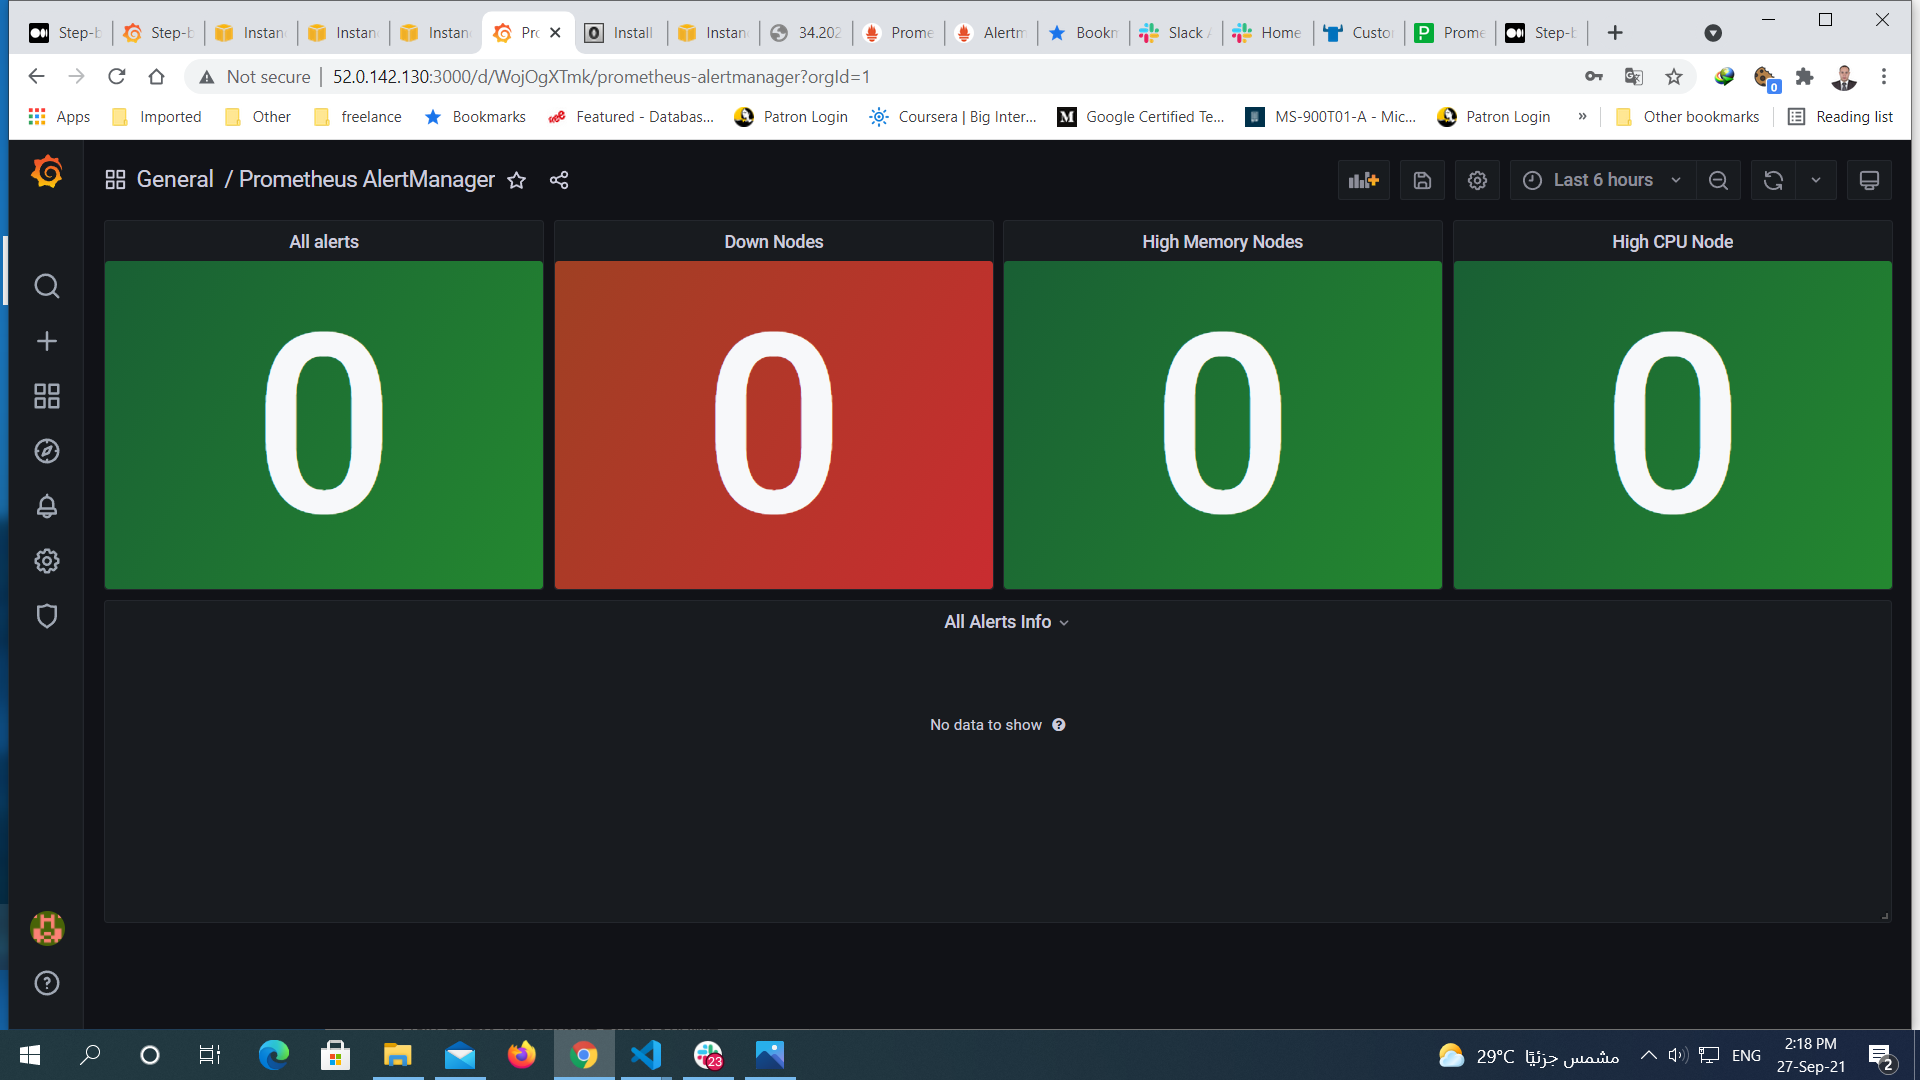 Step-b
Step-b
Instan
Instan
Instan
Pro
Install
Instan
34.202
Prome
Alertm
Bookm
Slack
Home
Custo
Prome
Step-b
Not secure
52.0.142.130:3000/d/WojOgXTmk/prometheus-alertmanager?orgId=1
0
Apps
Imported
Other
freelance
Bookmarks
Featured - Databas...
Patron Login
Coursera | Big Inter...
Google Certified Te...
MS-900T01-A - Mic...
Patron Login
»
Other bookmarks
Reading list
General / Prometheus AlertManager
Last 6 hours
All alerts
Down Nodes
High Memory Nodes
High CPU Node
0
0
0
0
All Alerts Info
No data to show
23
29°C مشمس جزئيًا
ENG
2:18 PM
27-Sep-21
2